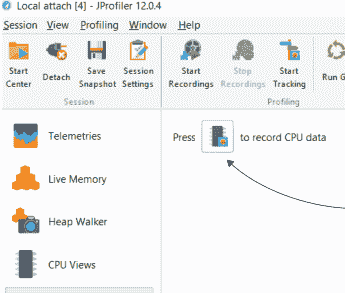 Local attach [4] - JProfiler 12.0.4
Session View Profiling Window Help
Start Center
Detach
Save Snapshot
Session Settings
Start Recordings
Stop Recordings
Start Tracking
Run G
Session
Profiling
Telemetries
Press to record CPU data
Live Memory
Heap Walker
CPU Views